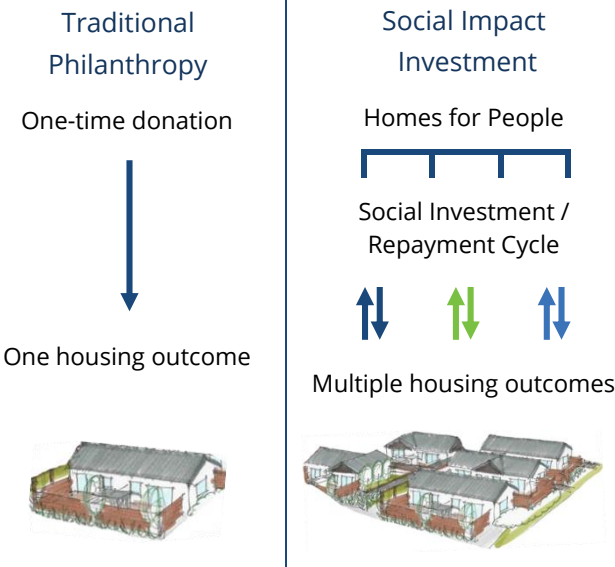 Traditional
Philanthropy
One-time donation
One housing outcome
Social Impact
Investment
Homes for People
Social Investment /
Repayment Cycle
Multiple housing outcomes